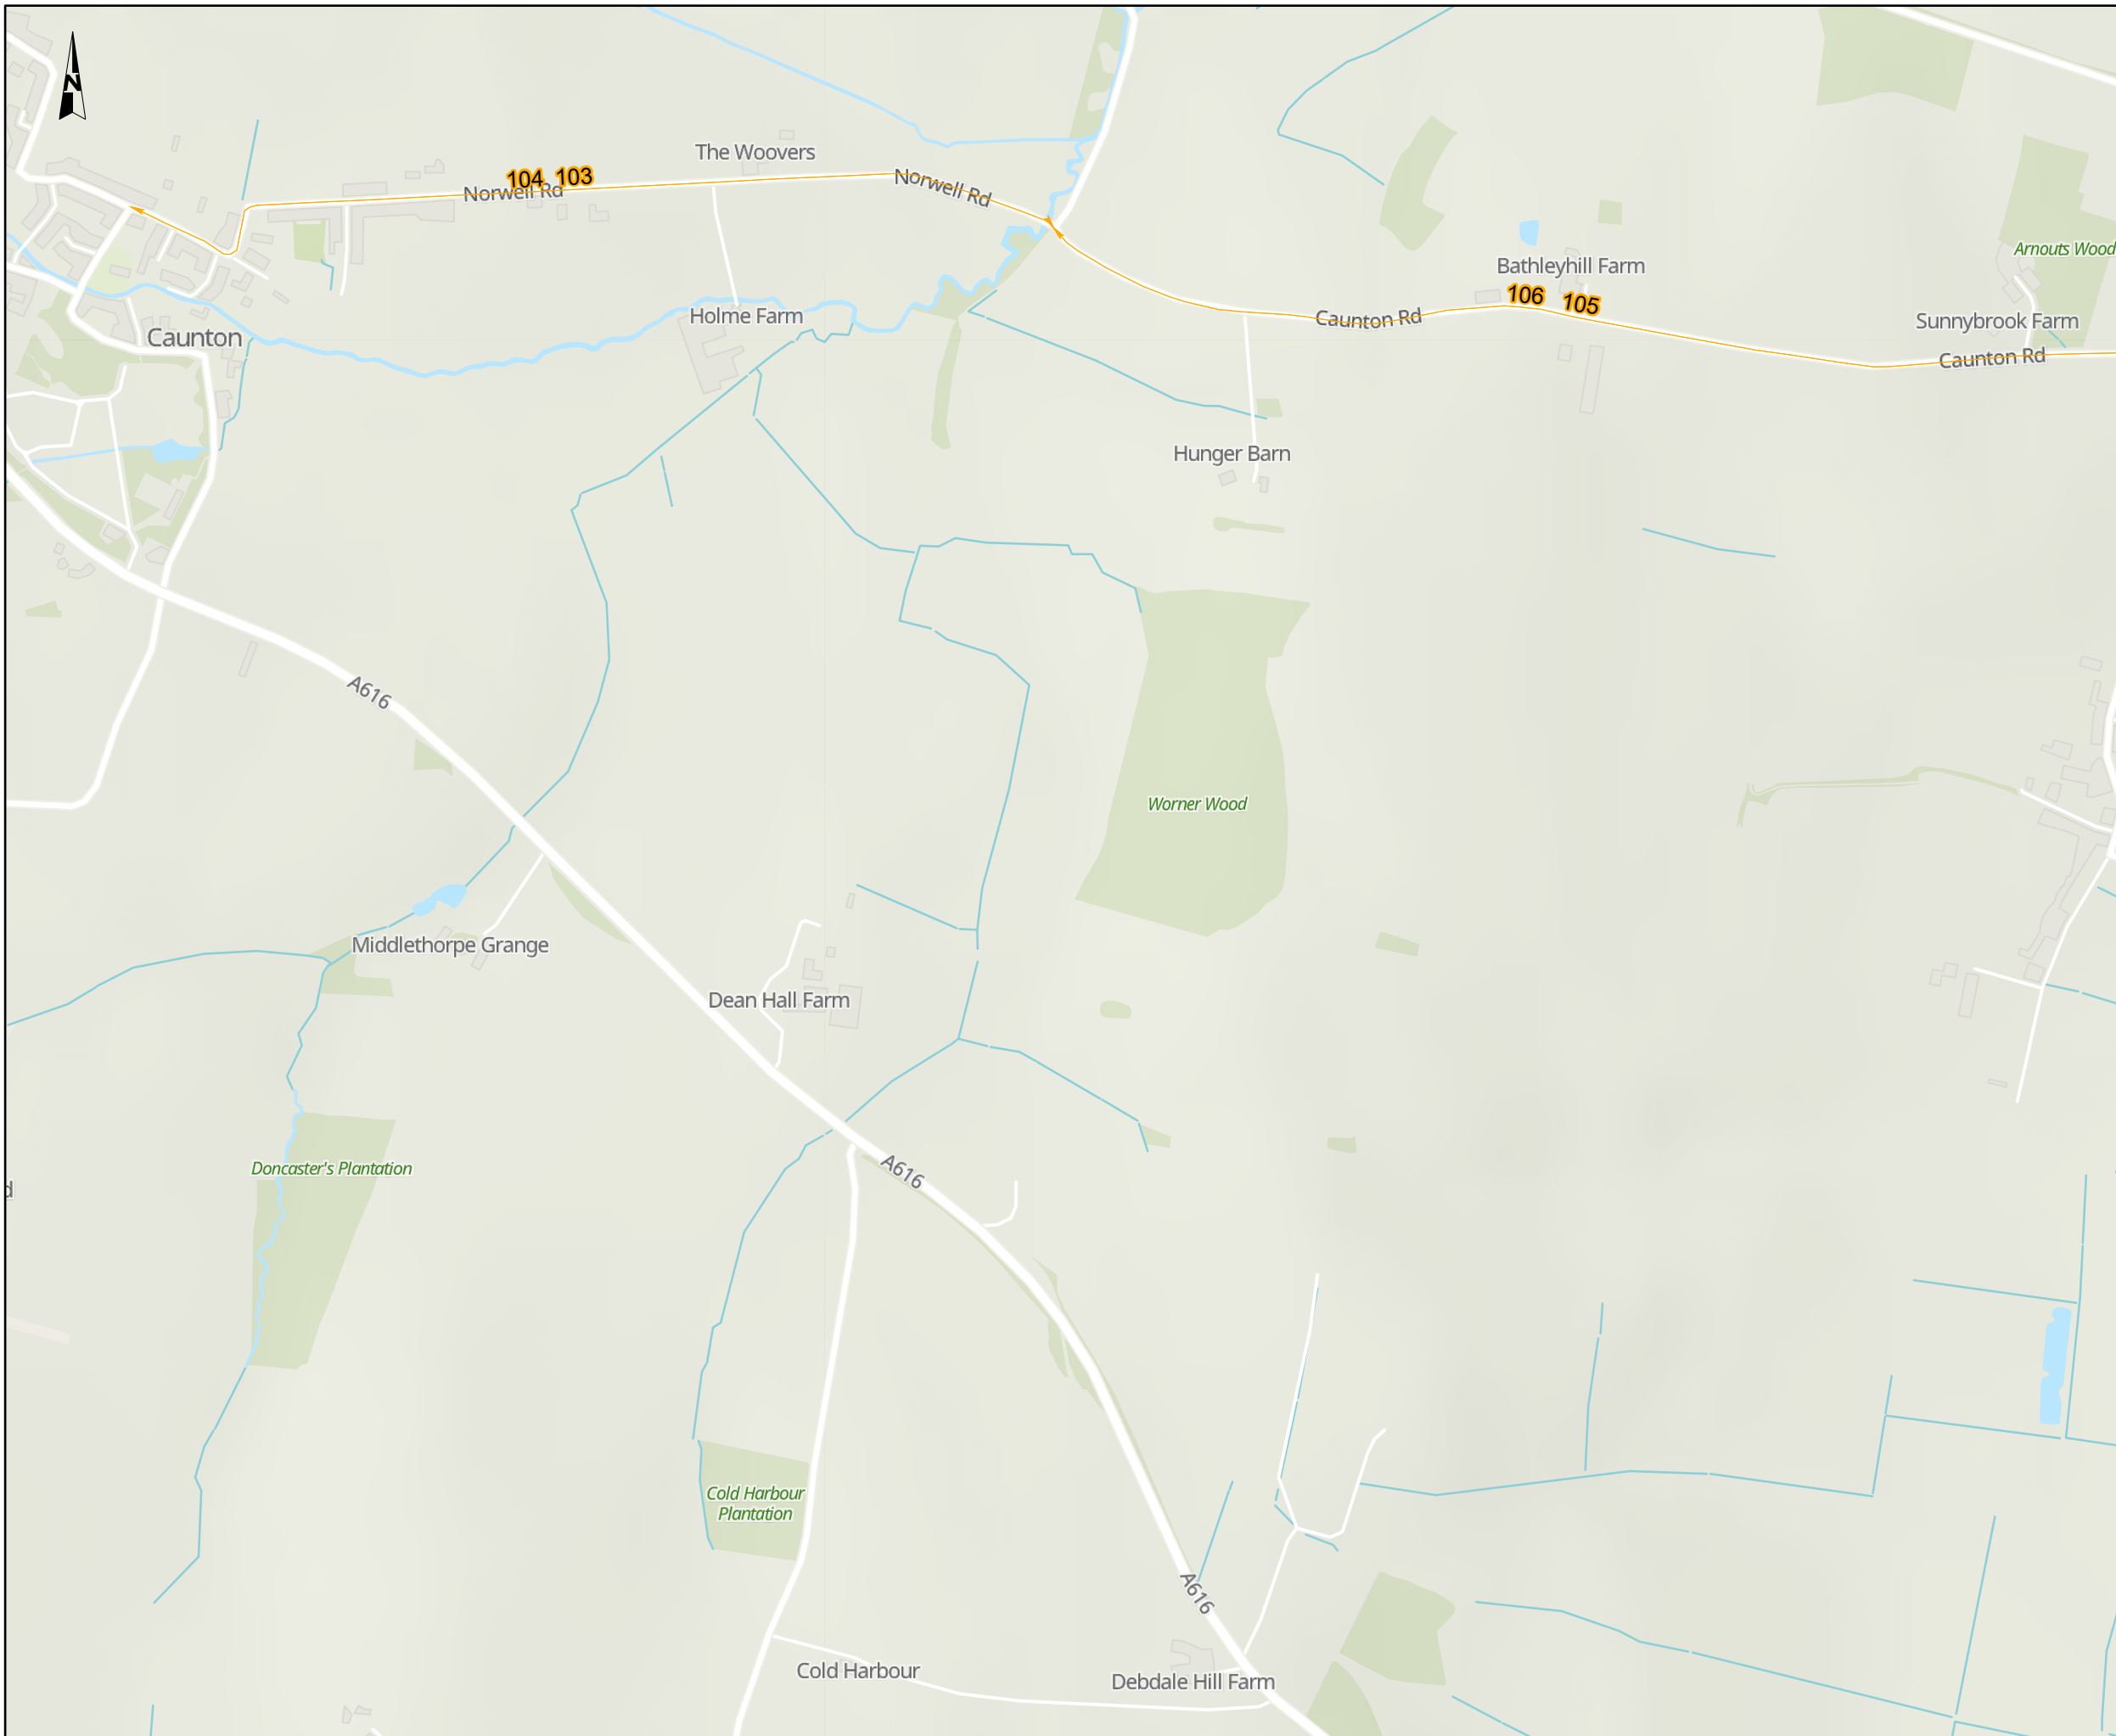 N
The Woovers
104 103
Norwell Rd
Norwell Rd
Arnouts Wood
Bathleyhill Farm
106 105
Holme Farm
Caunton Rd
Sunnybrook Farm
Caunton
Caunton Rd
Hunger Barn
A616
Worner Wood
Middlethorpe Grange
Dean Hall Farm
Doncaster's Plantation
A616
d
Cold Harbour
Plantation
A616
Cold Harbour
Debdale Hill Farm